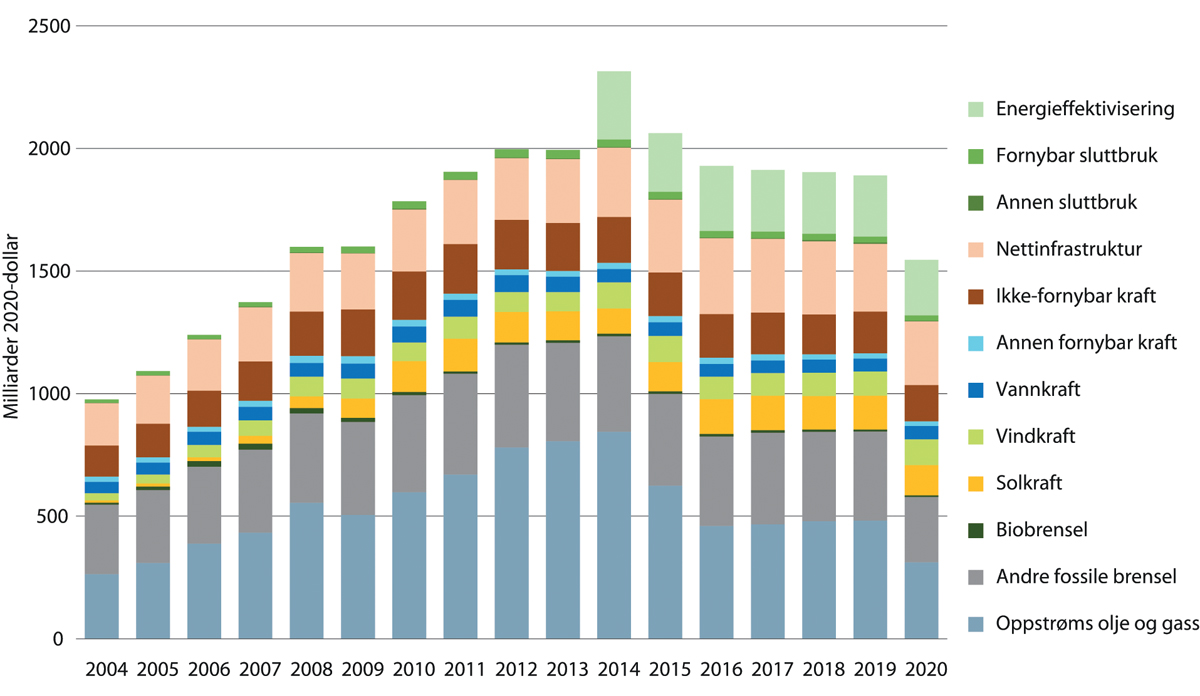 2500
2000
1500
1000
500
0
Milliarder 2020-dollar
2004 2005 2006 2007 2008 2009 2010 2011 2012 2013 2014 2015 2016 2017 2018 2019 2020
Energieffektivisering
Fornybar sluttbruk
Annen sluttbruk
Nettinfrastruktur
Ikke-fornybar kraft
Annen fornybar kraft
Vannkraft
Vindkraft
Solkraft
Biobrensel
Andre fossile brensel
Oppstrøms olje og gass